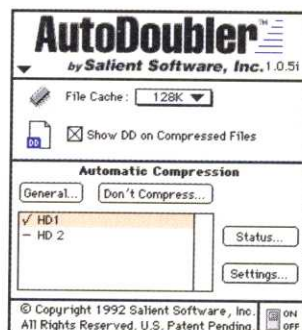 AutoDoubler™
by Salient Software, Inc. 1.0.5i
File Cache: 128K
DD
Show DD on Compressed Files
Automatic Compression
General... Don't Compress...
✓ HD1
– HD 2
Status...
Settings...
© Copyright 1992 Salient Software, Inc.
All Rights Reserved. U.S. Patent Pending
ON
OFF